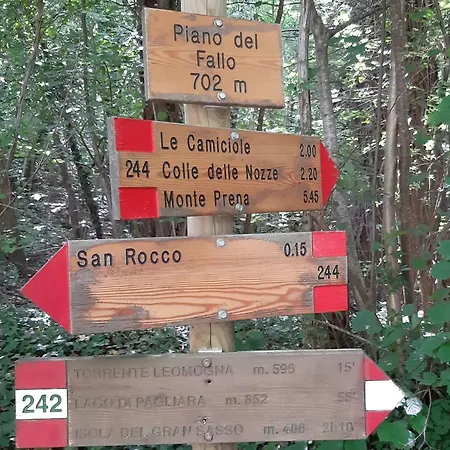 Piano del
Fallo
702 m
Le Camiciole 2.00
244 Colle delle Nozze 2.20
Monte Prena 5.45
San Rocco 0.15
244
TORRENTE LEOMOGNA m. 596 15'
242 LAGO DI PAGLIARA m. 852 55'
ISOLA DEL GRAN SASSO m. 408 2h10'